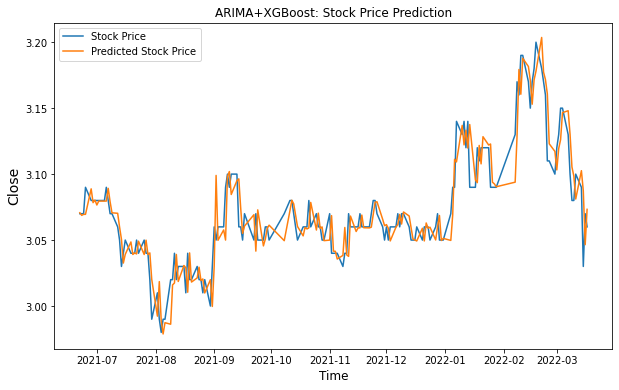 ARIMA+XGBoost: Stock Price Prediction
Stock Price
Predicted Stock Price
3.20
3.15
3.10
3.05
3.00
Close
2021-07 2021-08 2021-09 2021-10 2021-11 2021-12 2022-01 2022-02 2022-03
Time